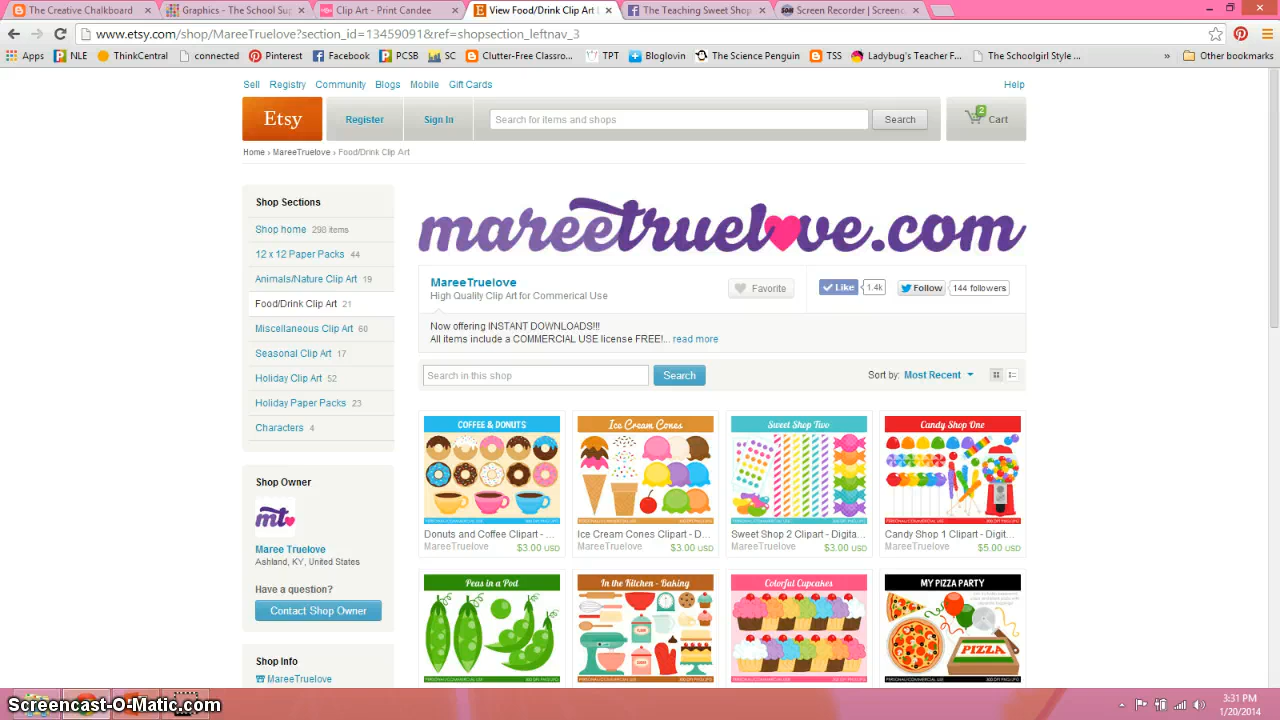 The Creative Chalkboard
Graphics - The School Sup
Clip Art - Print Candee
View Food/Drink Clip Art L
The Teaching Sweet Shop
Screen Recorder | Screenc
www.etsy.com/shop/MareeTruelove?section_id=13459091&ref=shopsection_leftnav_3
Apps
NLE
ThinkCentral
connected
Pinterest
Facebook
PCSB
SC
Clutter-Free Classroo...
TPT
Bloglovin
The Science Penguin
TSS
Ladybug's Teacher F...
The Schoolgirl Style ...
»
Other bookmarks
Sell Registry Community Blogs Mobile Gift Cards Help
Etsy
Register
Sign In
Search for items and shops
Search
2
Cart
Home › MareeTruelove › Food/Drink Clip Art
Shop Sections
Shop home 298 items
12 x 12 Paper Packs 44
Animals/Nature Clip Art 19
Food/Drink Clip Art 21
Miscellaneous Clip Art 60
Seasonal Clip Art 17
Holiday Clip Art 52
Holiday Paper Packs 23
Characters 4
Shop Owner
Maree Truelove
Ashland, KY, United States
Have a question?
Contact Shop Owner
Shop Info
MareeTruelove
mareetruelove.com
MareeTruelove
High Quality Clip Art for Commerical Use
Favorite
Like
1.4k
Follow
144 followers
Now offering INSTANT DOWNLOADS!!!
All items include a COMMERCIAL USE license FREE!... read more
Search in this shop
Search
Sort by: Most Recent
COFFEE & DONUTS
Ice Cream Cones
Sweet Shop Two
Candy Shop One
Donuts and Coffee Clipart - ...
Ice Cream Cones Clipart - D...
Sweet Shop 2 Clipart - Digita...
Candy Shop 1 Clipart - Digit...
MareeTruelove $3.00 USD
MareeTruelove $3.00 USD
MareeTruelove $3.00 USD
MareeTruelove $5.00 USD
Peas in a Pod
In the Kitchen - Baking
Colorful Cupcakes
MY PIZZA PARTY
PIZZA
Screencast-O-Matic.com
3:31 PM
1/20/2014